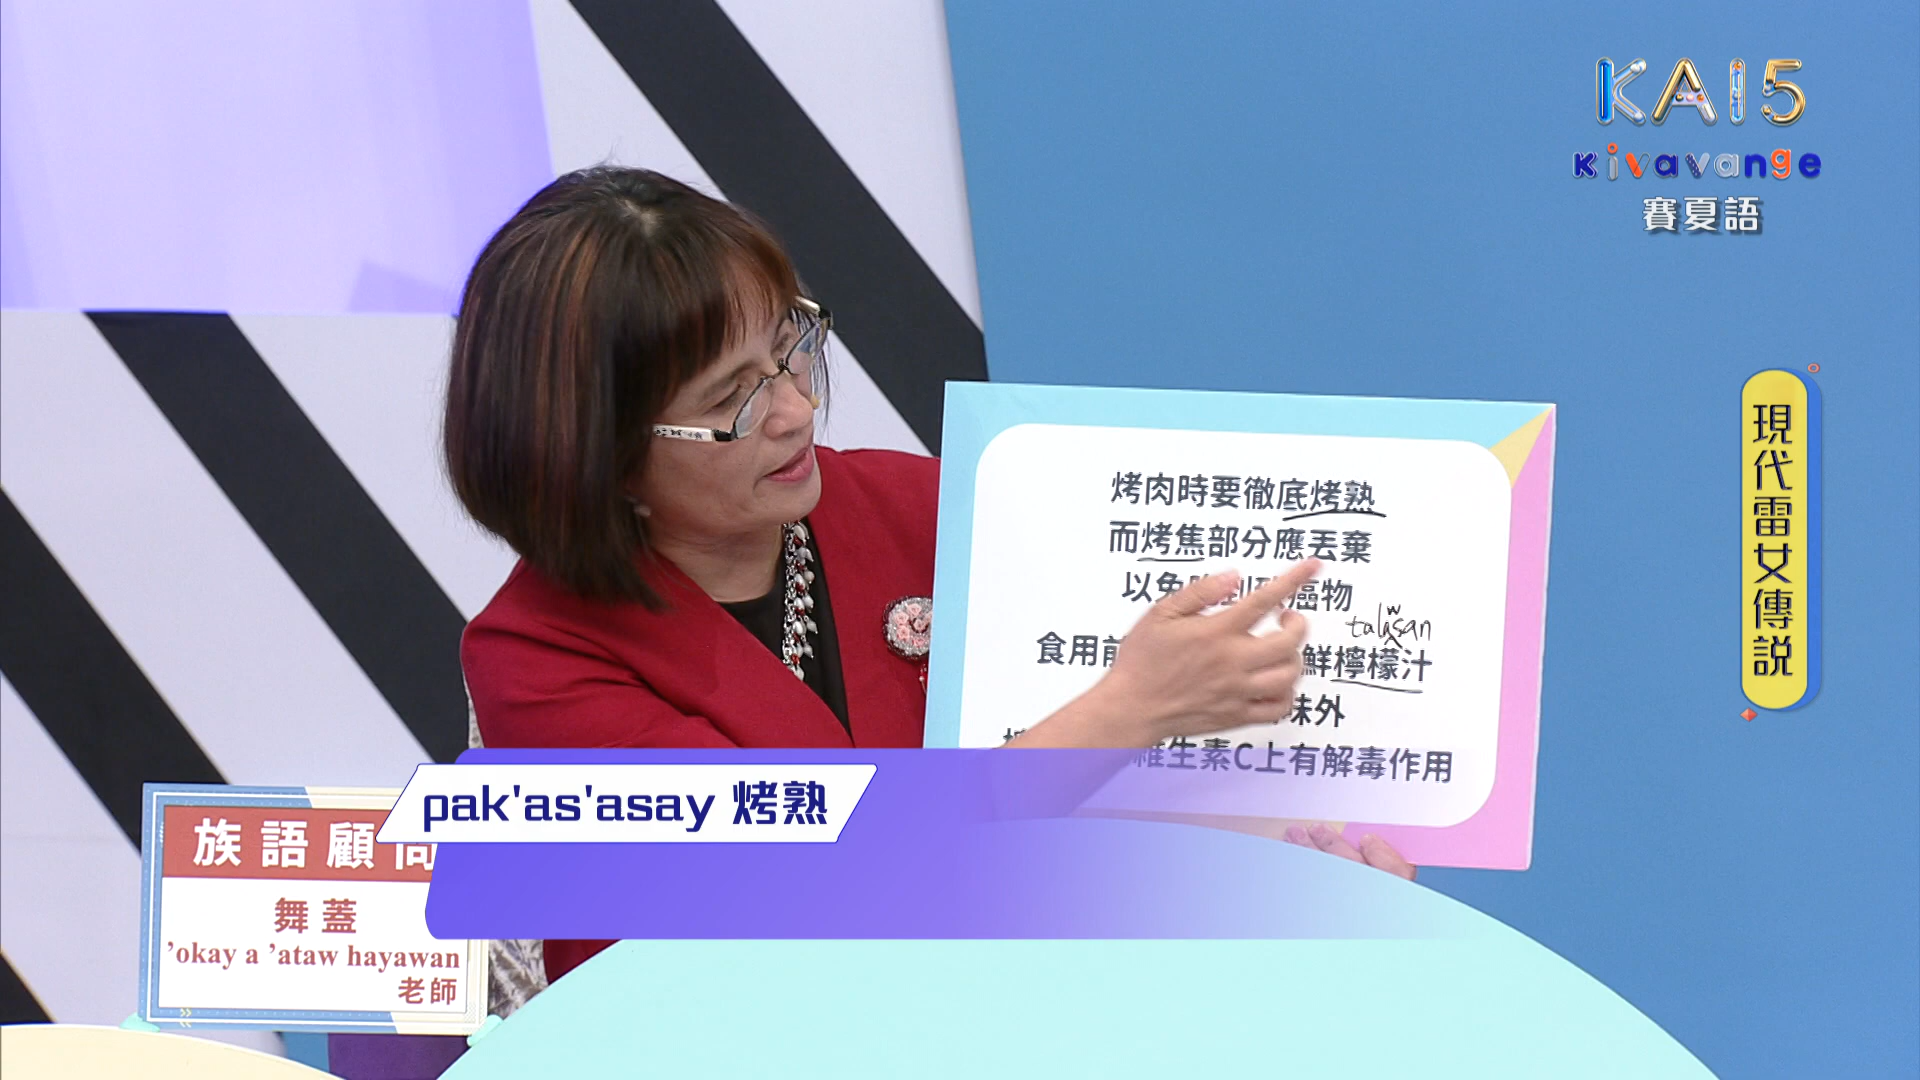 KAI5
Kivavange
賽夏語
現代雷女傳説
烤肉時要徹底烤熟
而烤焦部分應丟棄
以免 癌物
talasan
w
食用前 鮮檸檬汁
味外
維生素C上有解毒作用
pak'as'asay 烤熟
族語顧問
舞蓋
’okay a ’ataw hayawan
老師